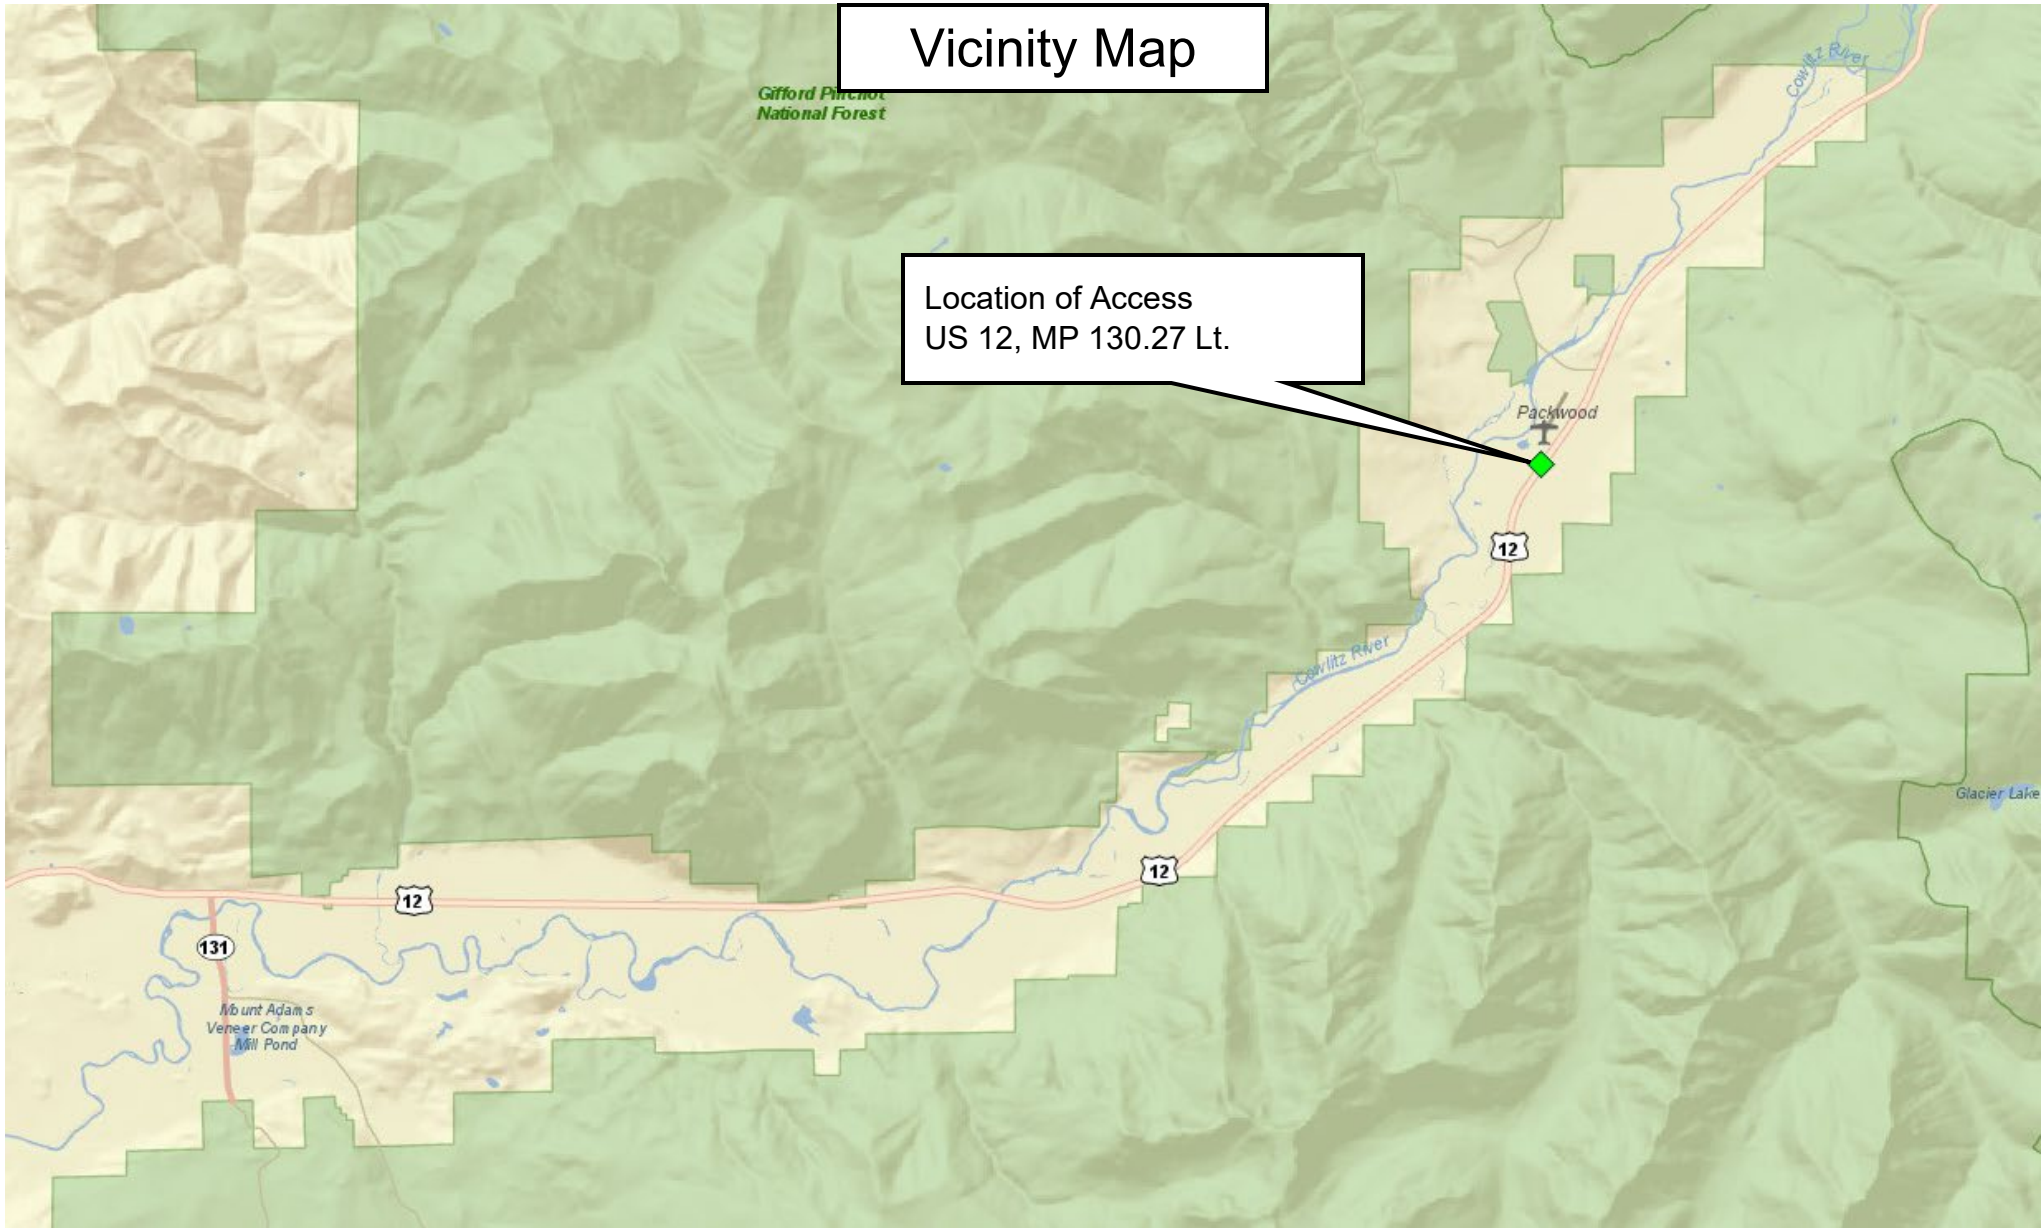 Vicinity Map
Cowlitz River
Gifford Pinchot
National Forest
Location of Access
US 12, MP 130.27 Lt.
Packwood
12
Cowlitz River
Glacier Lake
12
12
131
Mount Adams
Veneer Company
Mill Pond